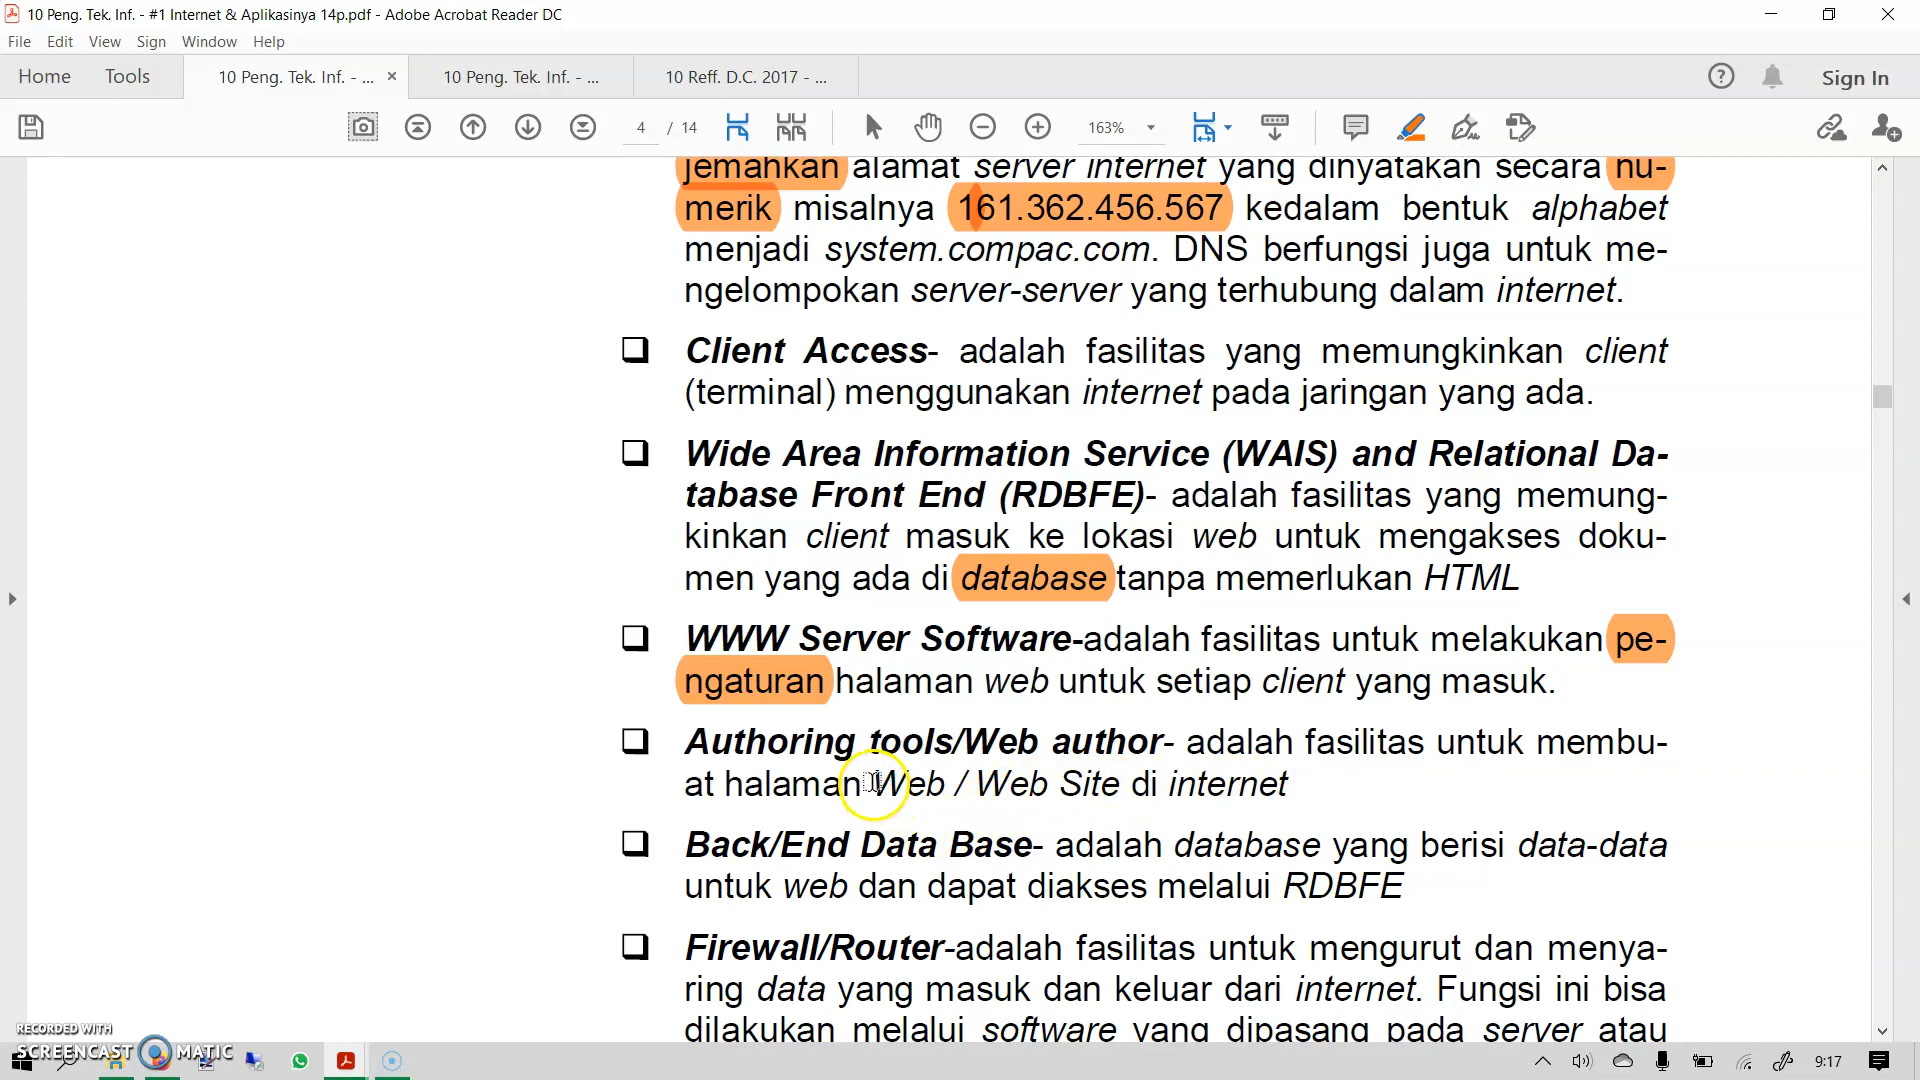 10 Peng. Tek. Inf. - #1 Internet & Aplikasinya 14p.pdf - Adobe Acrobat Reader DC
File Edit View Sign Window Help
Home Tools 10 Peng. Tek. Inf. - ... × 10 Peng. Tek. Inf. - ... 10 Reff. D.C. 2017 - ... Sign In
4 / 14 163%
jemahkan alamat server internet yang dinyatakan secara nu-
merik misalnya 161.362.456.567 kedalam bentuk alphabet
menjadi system.compac.com. DNS berfungsi juga untuk me-
ngelompokan server-server yang terhubung dalam internet.
❑ Client Access- adalah fasilitas yang memungkinkan client
(terminal) menggunakan internet pada jaringan yang ada.
❑ Wide Area Information Service (WAIS) and Relational Da-
tabase Front End (RDBFE)- adalah fasilitas yang memung-
kinkan client masuk ke lokasi web untuk mengakses doku-
men yang ada di database tanpa memerlukan HTML
❑ WWW Server Software-adalah fasilitas untuk melakukan pe-
ngaturan halaman web untuk setiap client yang masuk.
❑ Authoring tools/Web author- adalah fasilitas untuk membu-
at halaman Web / Web Site di internet
❑ Back/End Data Base- adalah database yang berisi data-data
untuk web dan dapat diakses melalui RDBFE
❑ Firewall/Router-adalah fasilitas untuk mengurut dan menya-
ring data yang masuk dan keluar dari internet. Fungsi ini bisa
dilakukan melalui software yang dipasang pada server atau
RECORDED WITH
SCREENCAST MATIC
9:17